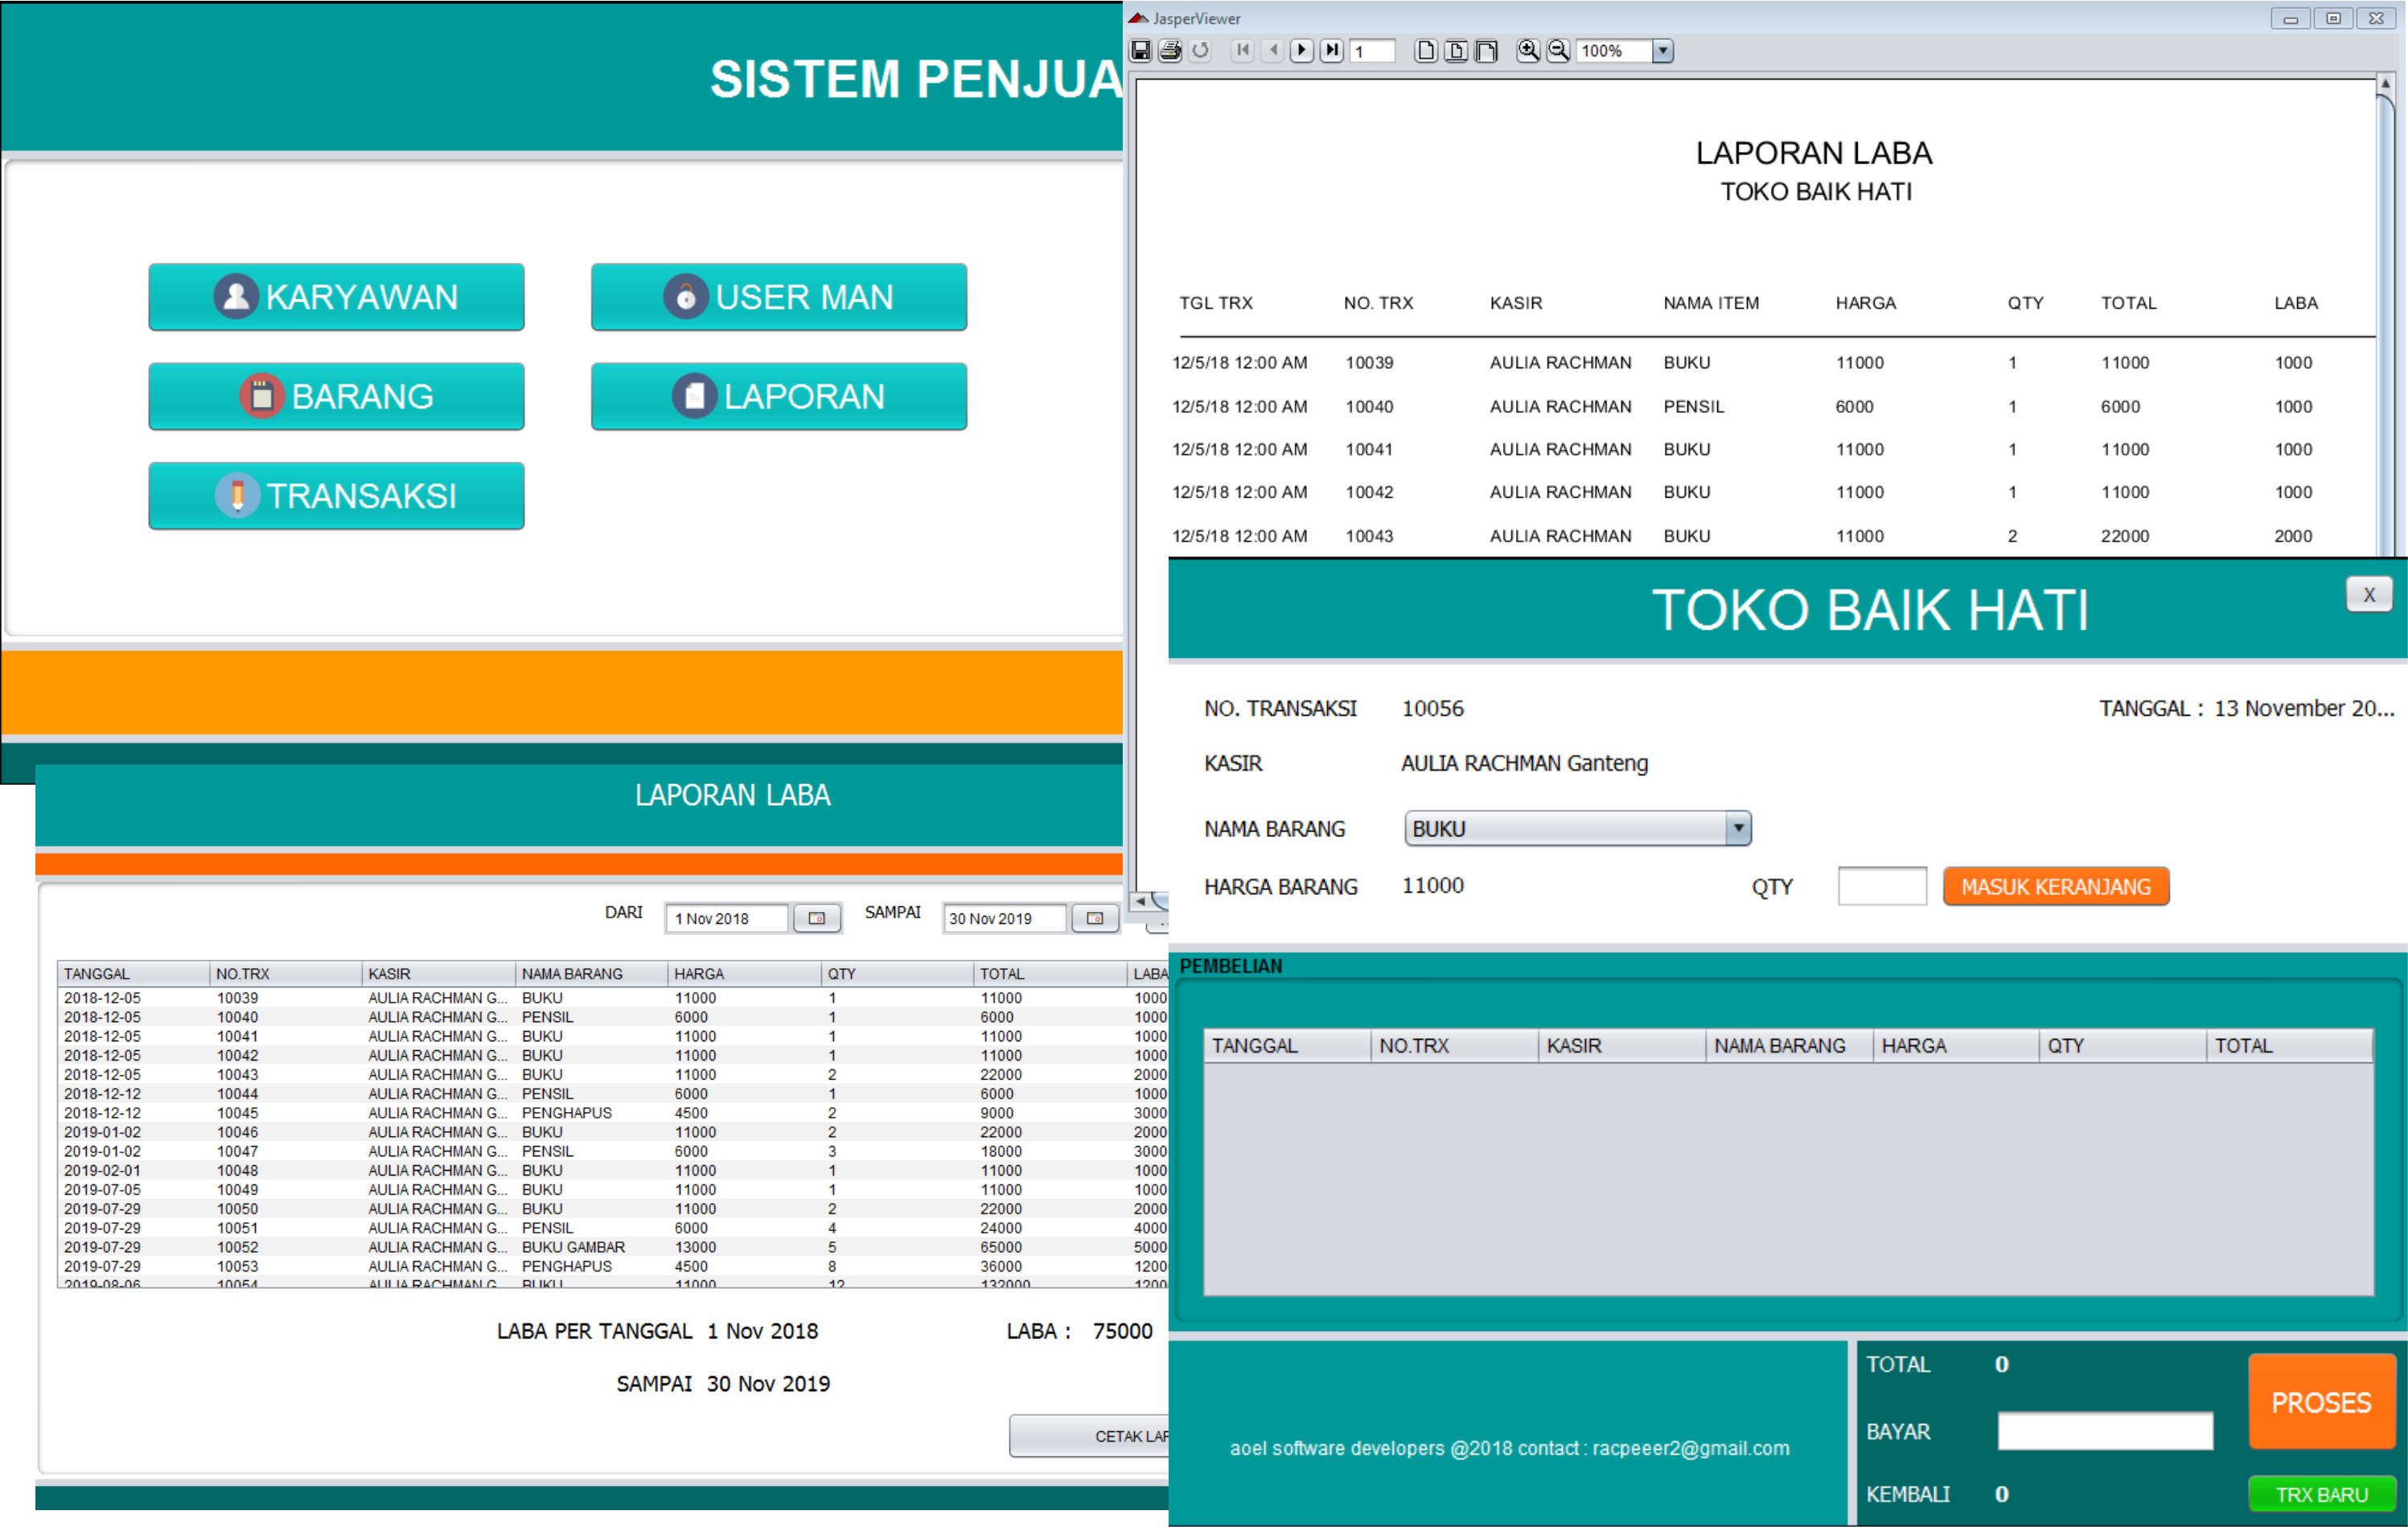 SISTEM PENJUA
KARYAWAN
USER MAN
BARANG
LAPORAN
TRANSAKSI
JasperViewer
1
100%
LAPORAN LABA
TOKO BAIK HATI
TGL TRX NO. TRX KASIR NAMA ITEM HARGA QTY TOTAL LABA
12/5/18 12:00 AM 10039 AULIA RACHMAN BUKU 11000 1 11000 1000
12/5/18 12:00 AM 10040 AULIA RACHMAN PENSIL 6000 1 6000 1000
12/5/18 12:00 AM 10041 AULIA RACHMAN BUKU 11000 1 11000 1000
12/5/18 12:00 AM 10042 AULIA RACHMAN BUKU 11000 1 11000 1000
12/5/18 12:00 AM 10043 AULIA RACHMAN BUKU 11000 2 22000 2000
LAPORAN LABA
DARI 1 Nov 2018 SAMPAI 30 Nov 2019
TANGGAL NO.TRX KASIR NAMA BARANG HARGA QTY TOTAL LABA
2018-12-05 10039 AULIA RACHMAN G... BUKU 11000 1 11000 1000
2018-12-05 10040 AULIA RACHMAN G... PENSIL 6000 1 6000 1000
2018-12-05 10041 AULIA RACHMAN G... BUKU 11000 1 11000 1000
2018-12-05 10042 AULIA RACHMAN G... BUKU 11000 1 11000 1000
2018-12-05 10043 AULIA RACHMAN G... BUKU 11000 2 22000 2000
2018-12-12 10044 AULIA RACHMAN G... PENSIL 6000 1 6000 1000
2018-12-12 10045 AULIA RACHMAN G... PENGHAPUS 4500 2 9000 3000
2019-01-02 10046 AULIA RACHMAN G... BUKU 11000 2 22000 2000
2019-01-02 10047 AULIA RACHMAN G... PENSIL 6000 3 18000 3000
2019-02-01 10048 AULIA RACHMAN G... BUKU 11000 1 11000 1000
2019-07-05 10049 AULIA RACHMAN G... BUKU 11000 1 11000 1000
2019-07-29 10050 AULIA RACHMAN G... BUKU 11000 2 22000 2000
2019-07-29 10051 AULIA RACHMAN G... PENSIL 6000 4 24000 4000
2019-07-29 10052 AULIA RACHMAN G... BUKU GAMBAR 13000 5 65000 5000
2019-07-29 10053 AULIA RACHMAN G... PENGHAPUS 4500 8 36000 1200
2019-08-06 10054 AULIA RACHMAN G... BUKU 11000 12 132000 1200
LABA PER TANGGAL 1 Nov 2018 LABA : 75000
SAMPAI 30 Nov 2019
CETAK LAP
TOKO BAIK HATI
X
NO. TRANSAKSI 10056 TANGGAL : 13 November 20...
KASIR AULIA RACHMAN Ganteng
NAMA BARANG BUKU
HARGA BARANG 11000 QTY MASUK KERANJANG
PEMBELIAN
TANGGAL NO.TRX KASIR NAMA BARANG HARGA QTY TOTAL
aoel software developers @2018 contact : racpeeer2@gmail.com
TOTAL 0
PROSES
BAYAR
KEMBALI 0
TRX BARU